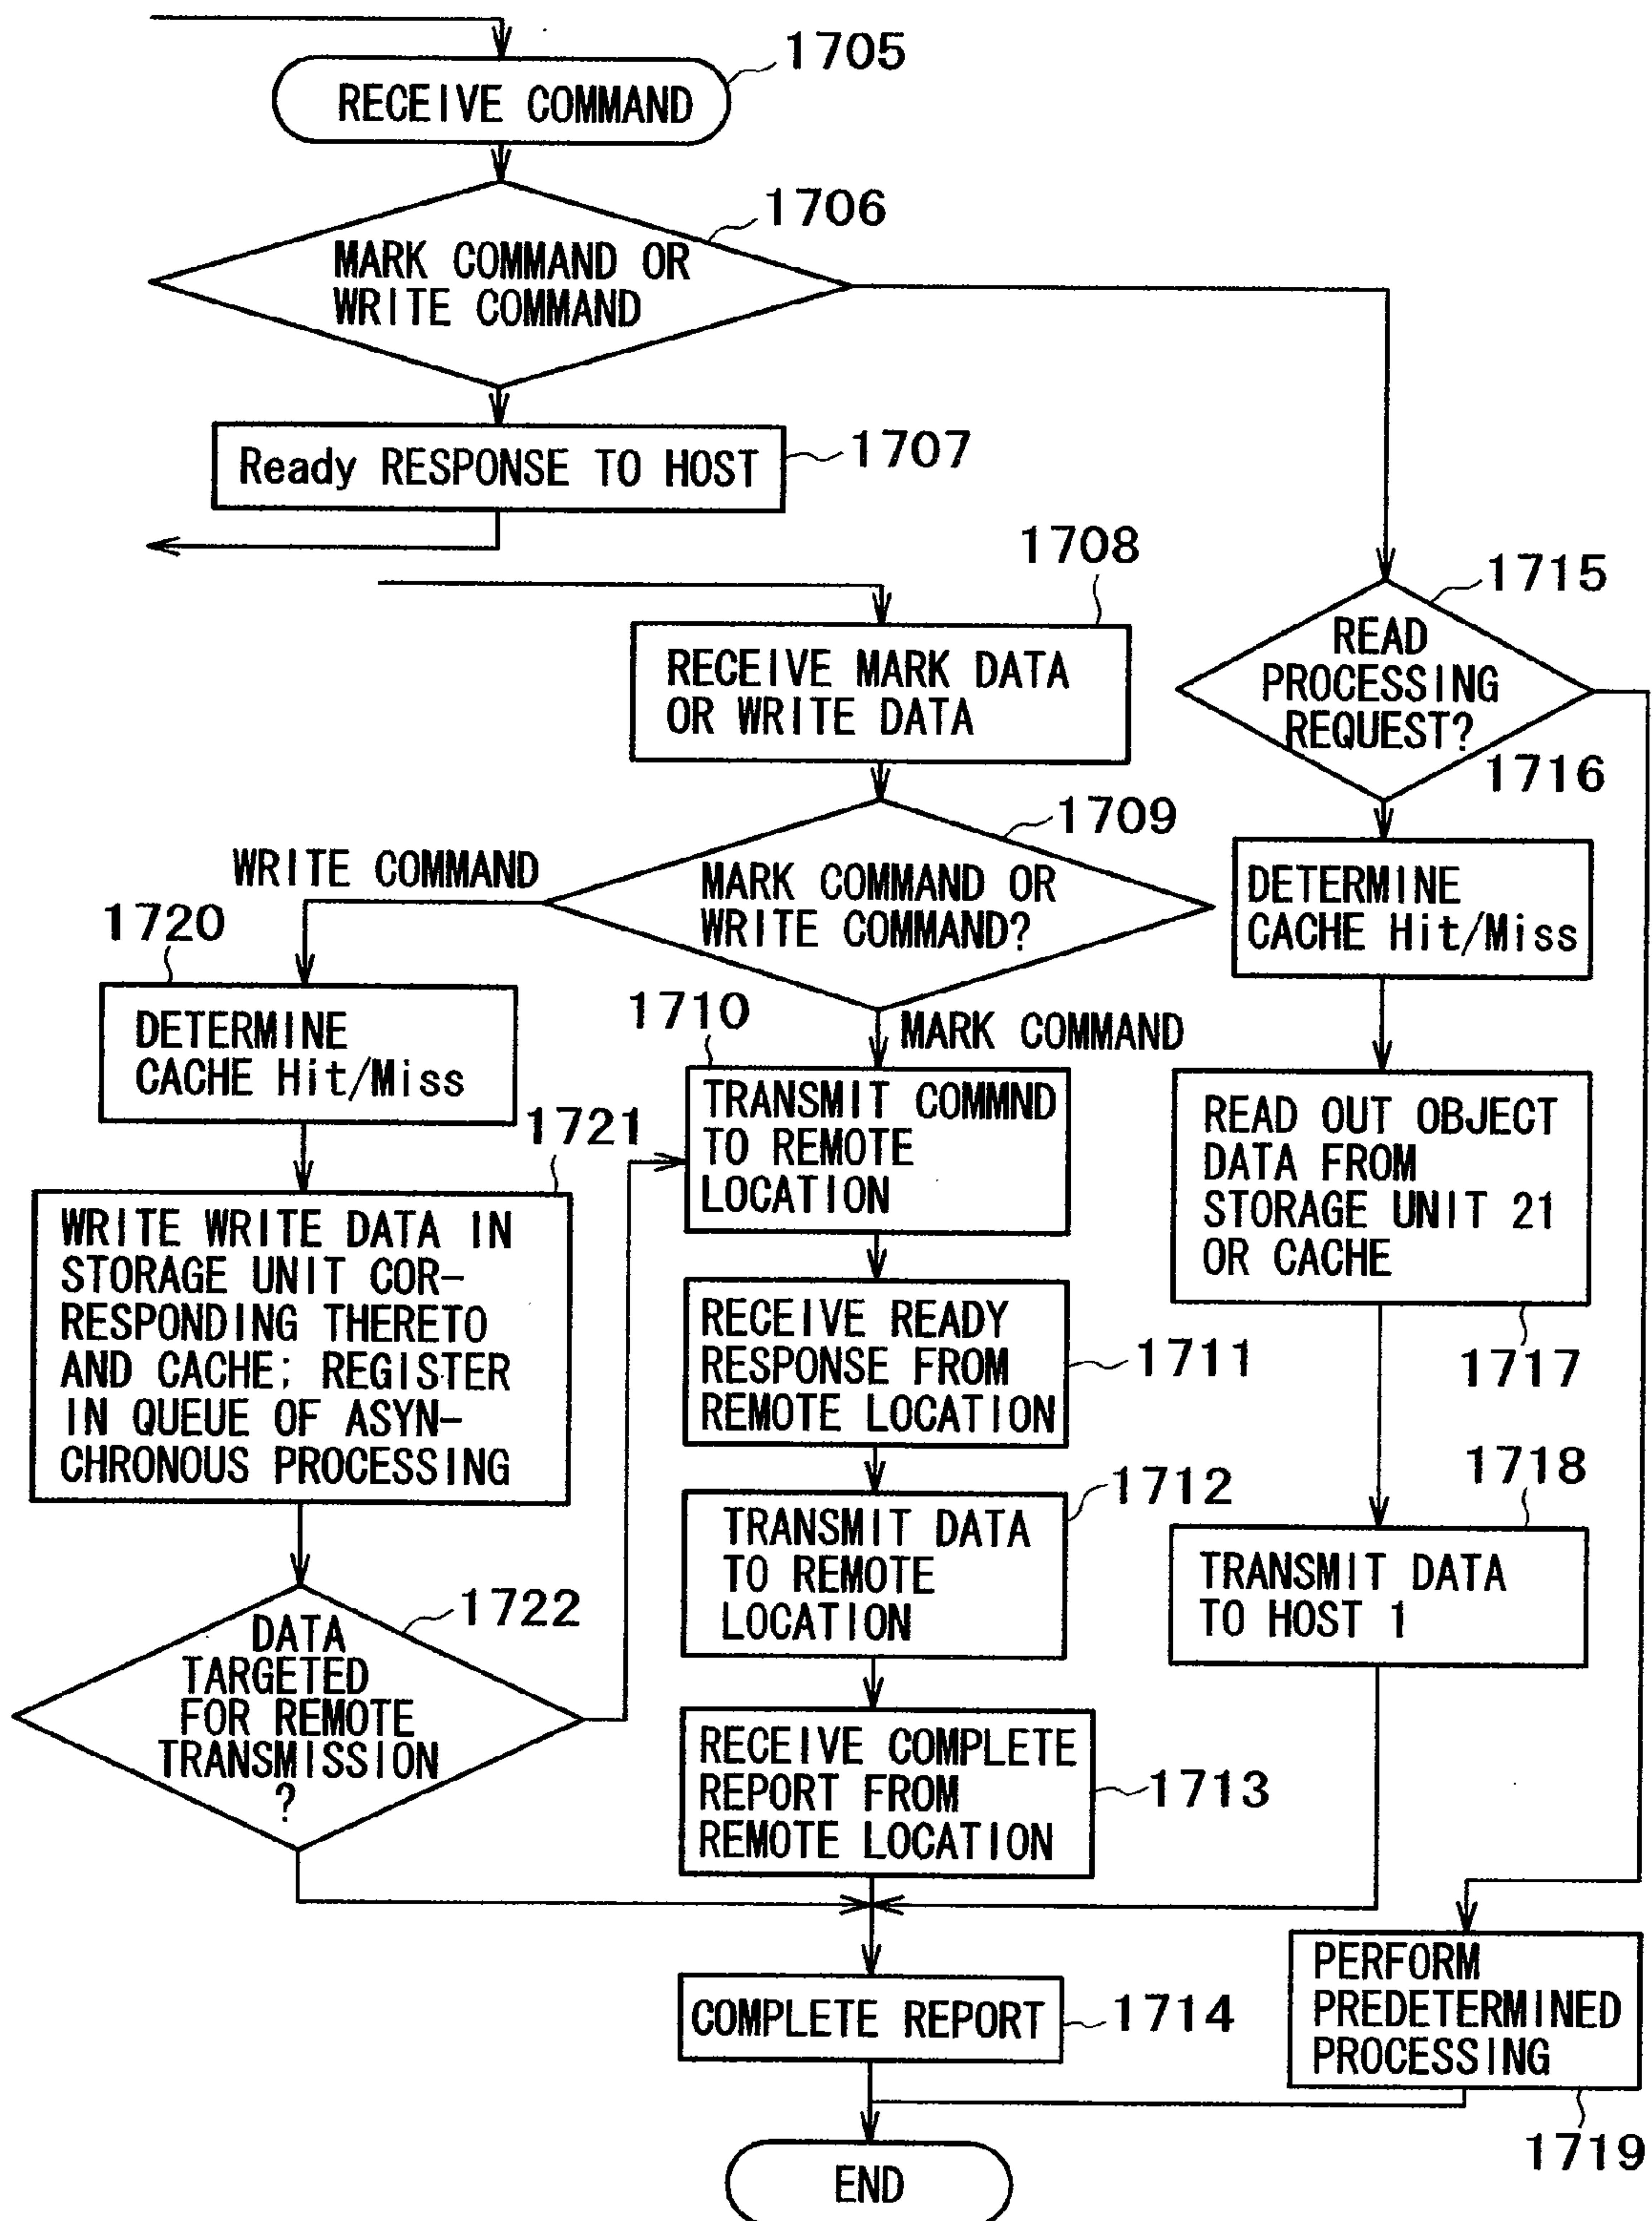 1705
RECEIVE COMMAND
1706
MARK COMMAND OR
WRITE COMMAND
Ready RESPONSE TO HOST
1707
1708
RECEIVE MARK DATA
OR WRITE DATA
1715
READ
PROCESSING
REQUEST?
1716
DETERMINE
CACHE Hit/Miss
1709
MARK COMMAND OR
WRITE COMMAND?
WRITE COMMAND
1720
DETERMINE
CACHE Hit/Miss
1710
MARK COMMAND
TRANSMIT COMMND
TO REMOTE
LOCATION
READ OUT OBJECT
DATA FROM
STORAGE UNIT 21
OR CACHE
1717
1721
WRITE WRITE DATA IN
STORAGE UNIT COR-
RESPONDING THERETO
AND CACHE; REGISTER
IN QUEUE OF ASYN-
CHRONOUS PROCESSING
RECEIVE READY
RESPONSE FROM
REMOTE LOCATION
1711
1712
TRANSMIT DATA
TO REMOTE
LOCATION
1718
TRANSMIT DATA
TO HOST 1
1722
DATA
TARGETED
FOR REMOTE
TRANSMISSION
?
RECEIVE COMPLETE
REPORT FROM
REMOTE LOCATION
1713
COMPLETE REPORT
1714
PERFORM
PREDETERMINED
PROCESSING
1719
END